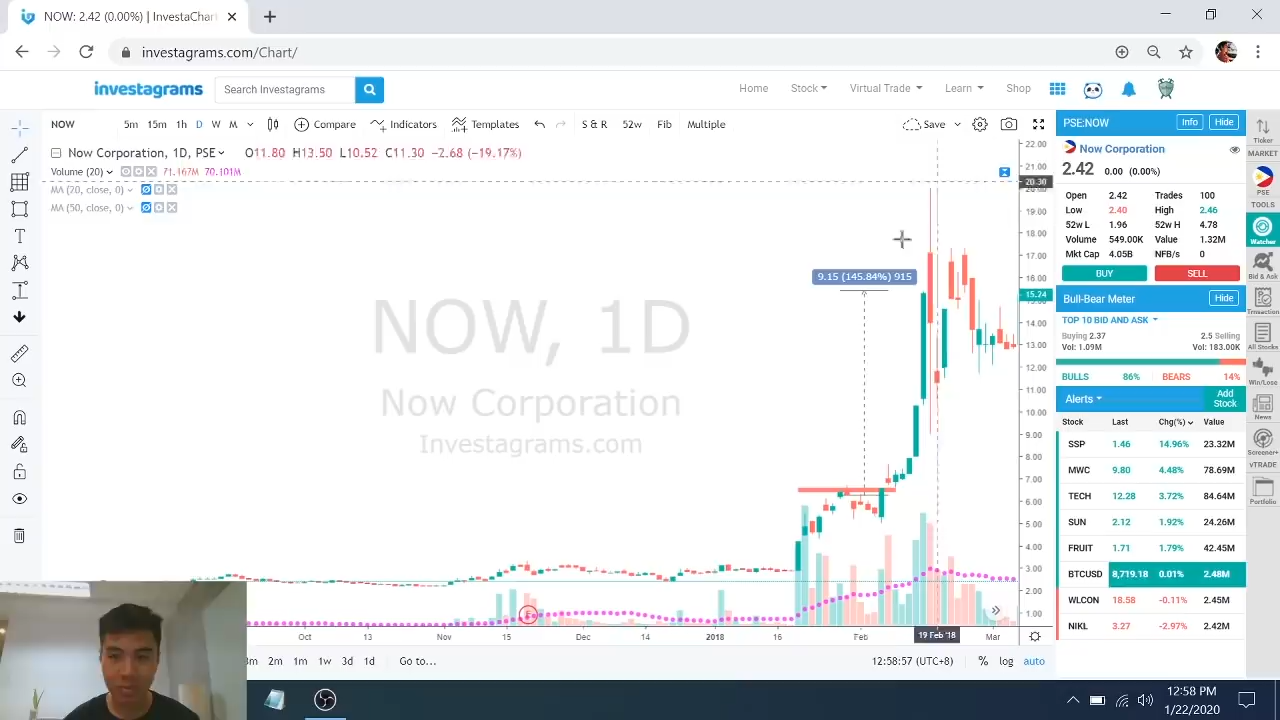 NOW: 2.42 (0.00%) | InvestaChar
investagrams.com/Chart/
investagrams
Search Investagrams
Home Stock Virtual Trade Learn Shop
NOW 5m 15m 1h D W M Compare Indicators Templates S & R 52w Fib Multiple Save
Now Corporation, 1D, PSE O11.80 H13.50 L10.52 C11.30 −2.68 (−19.17%)
Volume (20) 71.167M 70.101M
MA (20, close, 0)
MA (50, close, 0)
NOW, 1D
Now Corporation
Investagrams.com
9.15 (145.84%) 915
22.00
21.00
20.30
19.00
18.00
17.00
16.00
15.24
14.00
13.00
12.00
11.00
10.00
9.00
8.00
7.00
6.00
5.00
4.00
3.00
2.00
1.00
Oct 13 Nov 15 Dec 14 2018 16 Feb 19 Feb '18 Mar
2m 1m 1w 3d 1d Go to... 12:58:57 (UTC+8) % log auto
PSE:NOW Info Hide
Now Corporation
2.42 0.00 (0.00%)
Open 2.42 Trades 100
Low 2.40 High 2.46
52w L 1.96 52w H 4.78
Volume 549.00K Value 1.32M
Mkt Cap 4.05B NFB/s 0
BUY SELL
Bull-Bear Meter Hide
TOP 10 BID AND ASK
Buying 2.37 2.5 Selling
Vol: 1.09M Vol: 183.00K
BULLS 86% BEARS 14%
Alerts Add Stock
Stock Last Chg(%) Value
SSP 1.46 14.96% 23.32M
MWC 9.80 4.48% 78.69M
TECH 12.28 3.72% 84.64M
SUN 2.12 1.92% 24.26M
FRUIT 1.71 1.79% 42.45M
BTCUSD 8,719.18 0.01% 2.48M
WLCON 18.58 -0.11% 2.45M
NIKL 3.27 -2.97% 2.42M
Ticker
MARKET
PSE
TOOLS
Watcher
Bid & Ask
Transaction
All Stocks
Win/Lose
News
Screener+
vTRADE
Portfolio
12:58 PM
1/22/2020